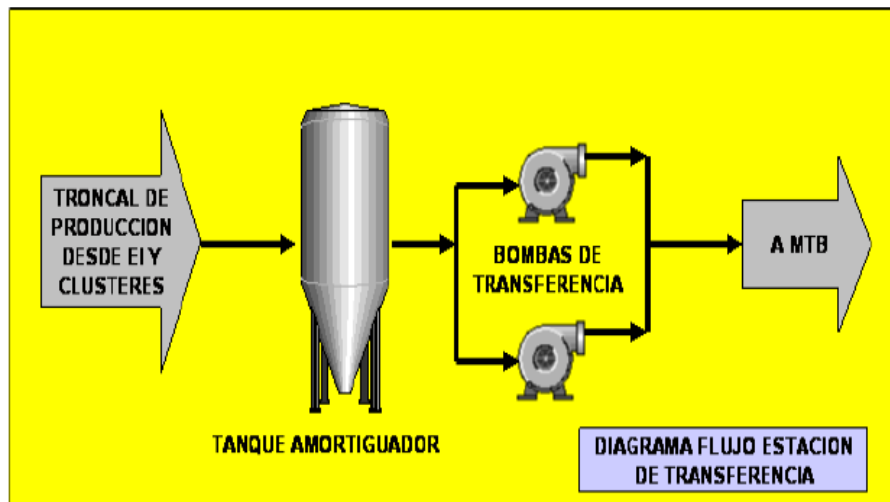 TRONCAL DE
PRODUCCION
DESDE EI Y
CLUSTERES
BOMBAS DE
TRANSFERENCIA
A MTB
TANQUE AMORTIGUADOR
DIAGRAMA FLUJO ESTACION
DE TRANSFERENCIA